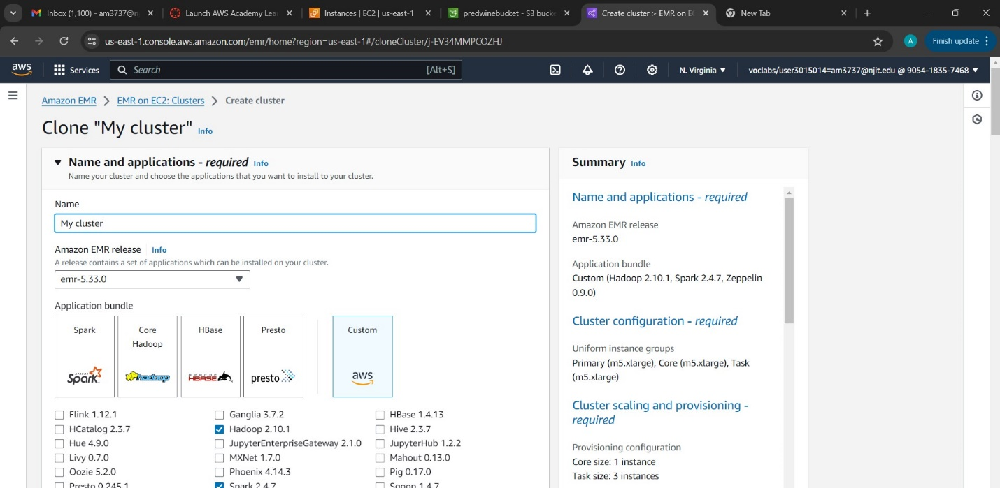 Inbox (1,100) - am3737@n
Launch AWS Academy Lea
Instances | EC2 | us-east-1
predwinebucket - S3 buck
Create cluster > EMR on E
New Tab
us-east-1.console.aws.amazon.com/emr/home?region=us-east-1#/cloneCluster/j-EV34MMPCOZHJ
A
Finish update
aws
Services
Search
[Alt+S]
N. Virginia
voclabs/user3015014=am3737@njit.edu @ 9054-1835-7468
Amazon EMR
EMR on EC2: Clusters
Create cluster
Clone "My cluster" Info
Name and applications - required Info
Name your cluster and choose the applications that you want to install to your cluster.
Name
My cluster
Amazon EMR release Info
A release contains a set of applications which can be installed on your cluster.
emr-5.33.0
Application bundle
Spark
APACHE Spark
Core Hadoop
hadoop
HBase
APACHE HBASE
Presto
presto
Custom
aws
Flink 1.12.1
Ganglia 3.7.2
HBase 1.4.13
HCatalog 2.3.7
Hadoop 2.10.1
Hive 2.3.7
Hue 4.9.0
JupyterEnterpriseGateway 2.1.0
JupyterHub 1.2.2
Livy 0.7.0
MXNet 1.7.0
Mahout 0.13.0
Oozie 5.2.0
Phoenix 4.14.3
Pig 0.17.0
Presto 0.245.1
Spark 2.4.7
Sqoop 1.4.7
Summary Info
Name and applications - required
Amazon EMR release
emr-5.33.0
Application bundle
Custom (Hadoop 2.10.1, Spark 2.4.7, Zeppelin
0.9.0)
Cluster configuration - required
Uniform instance groups
Primary (m5.xlarge), Core (m5.xlarge), Task
(m5.xlarge)
Cluster scaling and provisioning -
required
Provisioning configuration
Core size: 1 instance
Task size: 3 instances